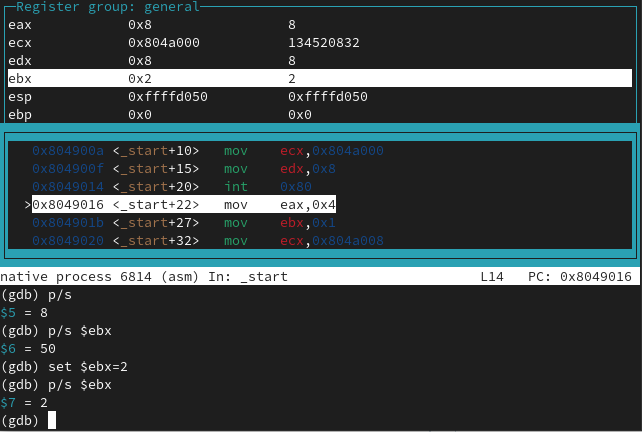 Register group: general
eax 0x8 8
ecx 0x804a000 134520832
edx 0x8 8
ebx 0x2 2
esp 0xffffd050 0xffffd050
ebp 0x0 0x0
0x804900a <_start+10> mov ecx,0x804a000
0x804900f <_start+15> mov edx,0x8
0x8049014 <_start+20> int 0x80
>0x8049016 <_start+22> mov eax,0x4
0x804901b <_start+27> mov ebx,0x1
0x8049020 <_start+32> mov ecx,0x804a008
native process 6814 (asm) In: _start L14 PC: 0x8049016
(gdb) p/s
$5 = 8
(gdb) p/s $ebx
$6 = 50
(gdb) set $ebx=2
(gdb) p/s $ebx
$7 = 2
(gdb)